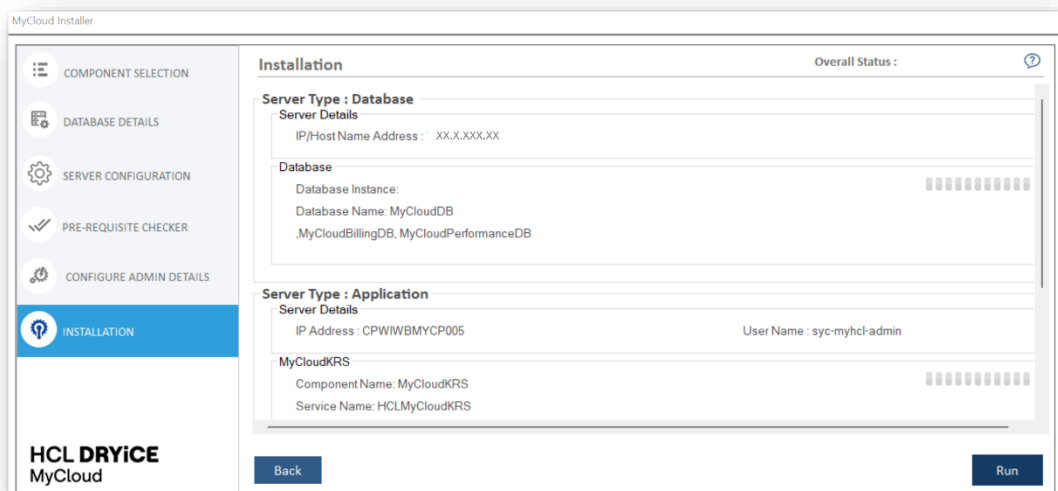 MyCloud Installer
COMPONENT SELECTION
DATABASE DETAILS
SERVER CONFIGURATION
PRE-REQUISITE CHECKER
CONFIGURE ADMIN DETAILS
INSTALLATION
HCL DRYiCE
MyCloud
Installation
Overall Status :
?
Server Type : Database
Server Details
IP/Host Name Address : XX.X.XXX.XX
Database
Database Instance:
Database Name: MyCloudDB
,MyCloudBillingDB, MyCloudPerformanceDB
Server Type : Application
Server Details
IP Address : CPWIWBMYCP005
User Name : syc-myhcl-admin
MyCloudKRS
Component Name: MyCloudKRS
Service Name: HCLMyCloudKRS
Back
Run